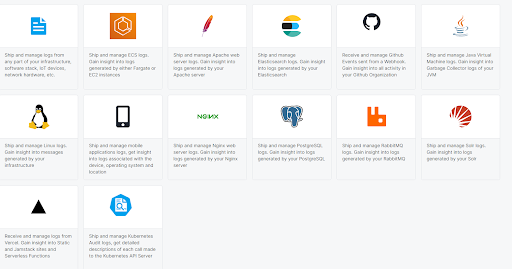 Ship and manage logs from
any part of your infrastructure,
software stack, IoT devices,
network hardware, etc.
Ship and manage ECS logs. Gain
insight into logs generated by
either Fargate or EC2 instances
Ship and manage Apache web
server logs. Gain insight into
logs generated by your
Apache server
Ship and manage
Elasticsearch logs. Gain insight
into logs generated by your
Elasticsearch
Receive and manage Github
Events sent from a Webhook.
Gain insight into all activity in
your Github Organization
Ship and manage Java Virtual
Machine logs. Gain insight into
Garbage Collector logs of your
JVM
Ship and manage Linux logs.
Gain insight into messages
generated by your
infrastructure
Ship and manage mobile
applications logs, get insight
into logs associated with the
device, operating system and
location
NGINX
Ship and manage Nginx web
server logs. Gain insight into
logs generated by your Nginx
server
Ship and manage PostgreSQL
logs. Gain insight into logs
generated by your PostgreSQL
Ship and manage RabbitMQ
logs. Gain insight into logs
generated by your RabbitMQ
Ship and manage Solr logs.
Gain insight into logs
generated by your Solr
Receive and manage logs from
Vercel. Gain insight into Static
and Jamstack sites and
Serverless Functions
Ship and manage Kubernetes
Audit logs, get detailed
descriptions of each call made
to the Kubernetes API Server